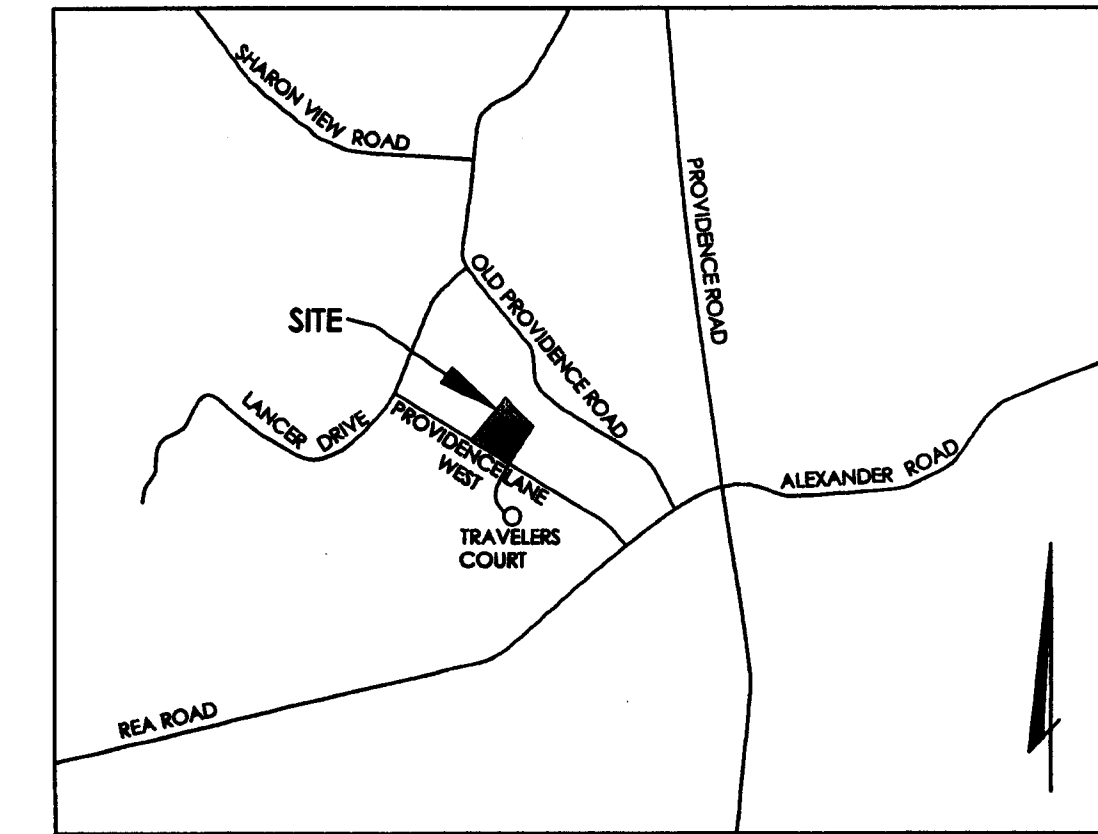 SHARON VIEW ROAD
PROVIDENCE ROAD
OLD PROVIDENCE ROAD
SITE
LANCER DRIVE
PROVIDENCE LANE
WEST
ALEXANDER ROAD
TRAVELERS
COURT
REA ROAD